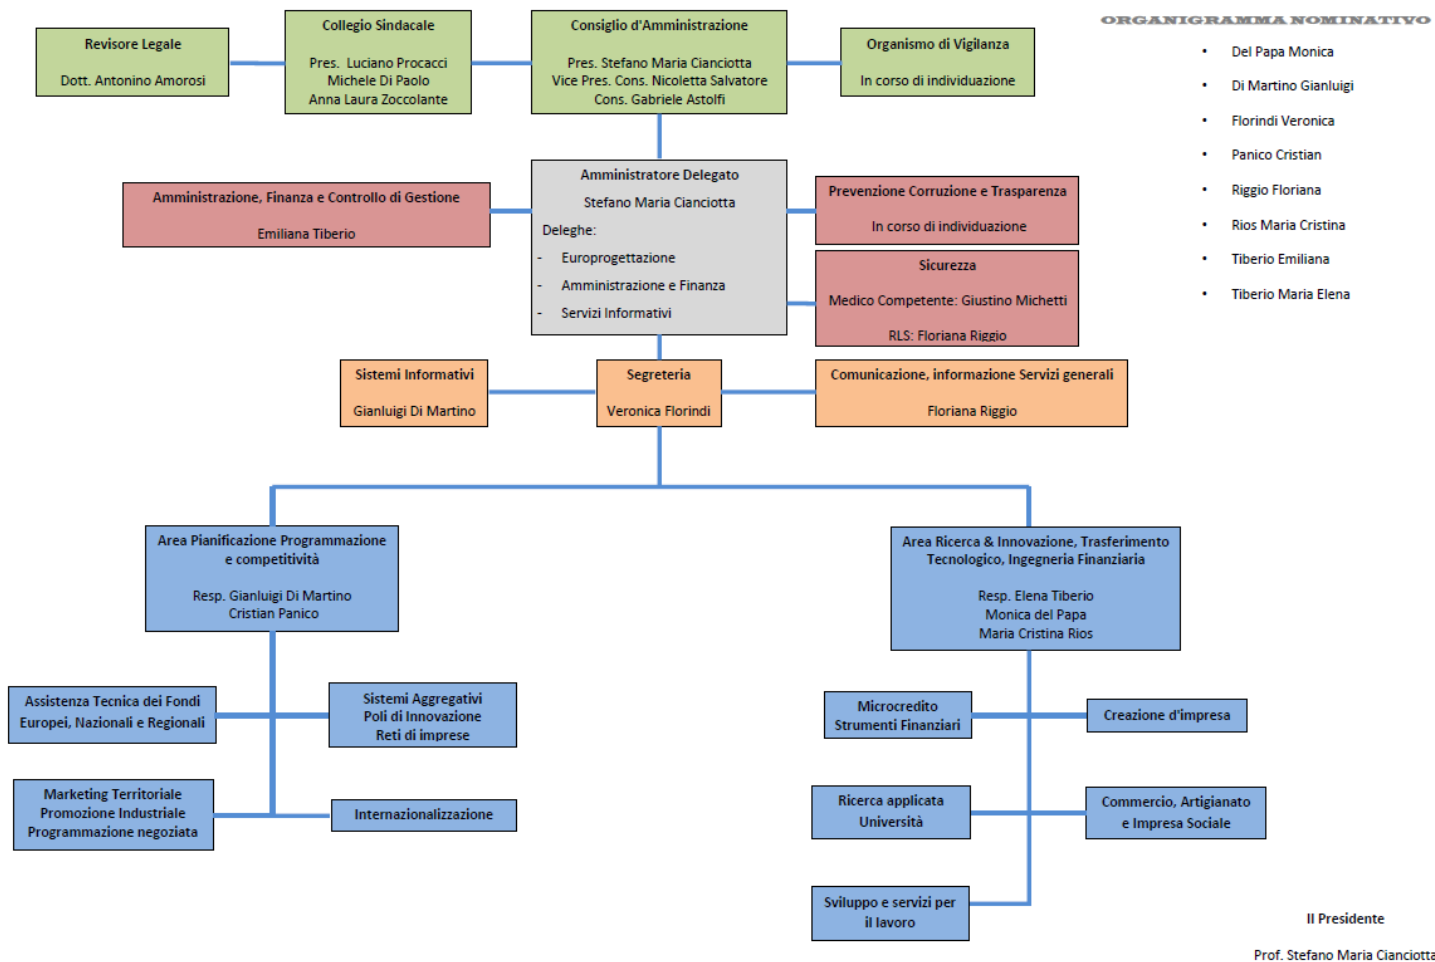 ORGANIGRAMMA NOMINATIVO
Revisore Legale
Dott. Antonino Amorosi
Collegio Sindacale
Pres. Luciano Procacci
Michele Di Paolo
Anna Laura Zoccolante
Consiglio d'Amministrazione
Pres. Stefano Maria Cianciotta
Vice Pres. Cons. Nicoletta Salvatore
Cons. Gabriele Astolfi
Organismo di Vigilanza
In corso di individuazione
• Del Papa Monica
• Di Martino Gianluigi
• Florindi Veronica
• Panico Cristian
• Riggio Floriana
• Rios Maria Cristina
• Tiberio Emiliana
• Tiberio Maria Elena
Amministrazione, Finanza e Controllo di Gestione
Emiliana Tiberio
Amministratore Delegato
Stefano Maria Cianciotta
Deleghe:
- Europrogettazione
- Amministrazione e Finanza
- Servizi Informativi
Prevenzione Corruzione e Trasparenza
In corso di individuazione
Sicurezza
Medico Competente: Giustino Michetti
RLS: Floriana Riggio
Sistemi Informativi
Gianluigi Di Martino
Segreteria
Veronica Florindi
Comunicazione, informazione Servizi generali
Floriana Riggio
Area Pianificazione Programmazione
e competitività
Resp. Gianluigi Di Martino
Cristian Panico
Area Ricerca & Innovazione, Trasferimento
Tecnologico, Ingegneria Finanziaria
Resp. Elena Tiberio
Monica del Papa
Maria Cristina Rios
Assistenza Tecnica dei Fondi
Europei, Nazionali e Regionali
Sistemi Aggregativi
Poli di Innovazione
Reti di imprese
Marketing Territoriale
Promozione Industriale
Programmazione negoziata
Internazionalizzazione
Microcredito
Strumenti Finanziari
Creazione d'impresa
Ricerca applicata
Università
Commercio, Artigianato
e Impresa Sociale
Sviluppo e servizi per
il lavoro
Il Presidente
Prof. Stefano Maria Cianciotta